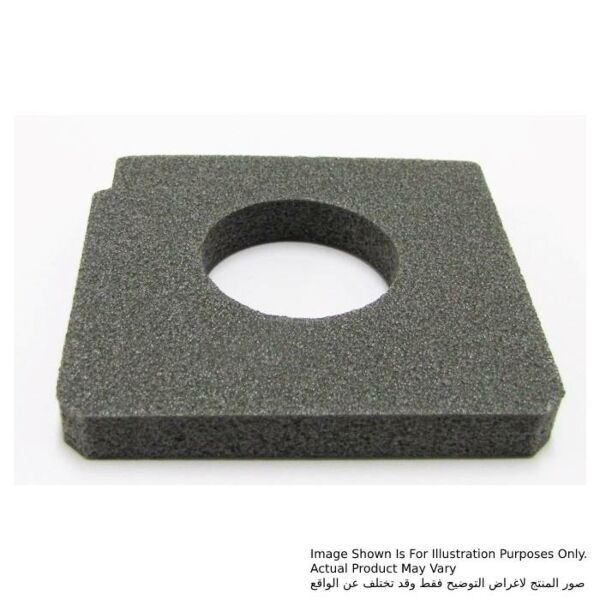 Image Shown Is For Illustration Purposes Only.
Actual Product May Vary
صور المنتج لاغراض التوضيح فقط وقد تختلف عن الواقع